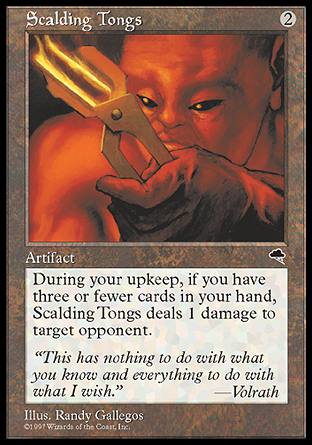 Scalding Tongs 2
Artifact
During your upkeep, if you have
three or fewer cards in your hand,
Scalding Tongs deals 1 damage to
target opponent.
“This has nothing to do with what
you know and everything to do with
what I wish.”
—Volrath
Illus. Randy Gallegos
©1997 Wizards of the Coast, Inc.